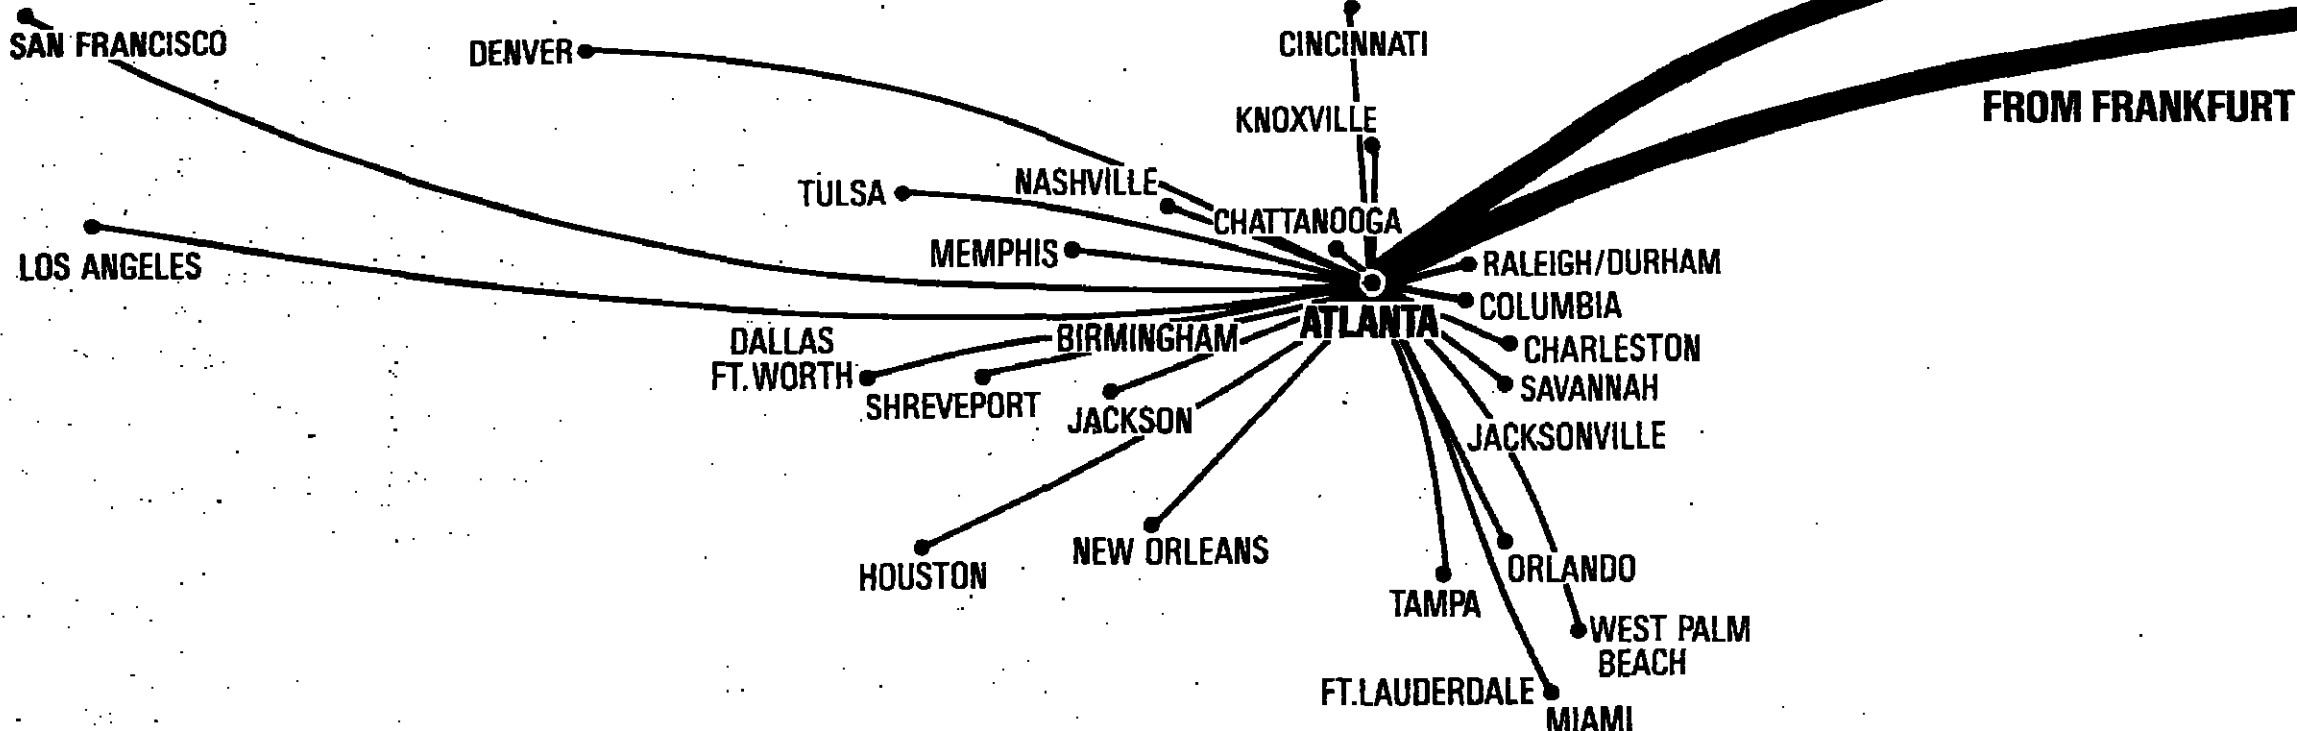 SAN FRANCISCO
DENVER
CINCINNATI
FROM FRANKFURT
KNOXVILLE
TULSA
NASHVILLE
CHATTANOOGA
MEMPHIS
LOS ANGELES
RALEIGH/DURHAM
COLUMBIA
ATLANTA
DALLAS
FT. WORTH
BIRMINGHAM
CHARLESTON
SAVANNAH
SHREVEPORT
JACKSON
JACKSONVILLE
HOUSTON
NEW ORLEANS
ORLANDO
TAMPA
WEST PALM
BEACH
FT. LAUDERDALE
MIAMI